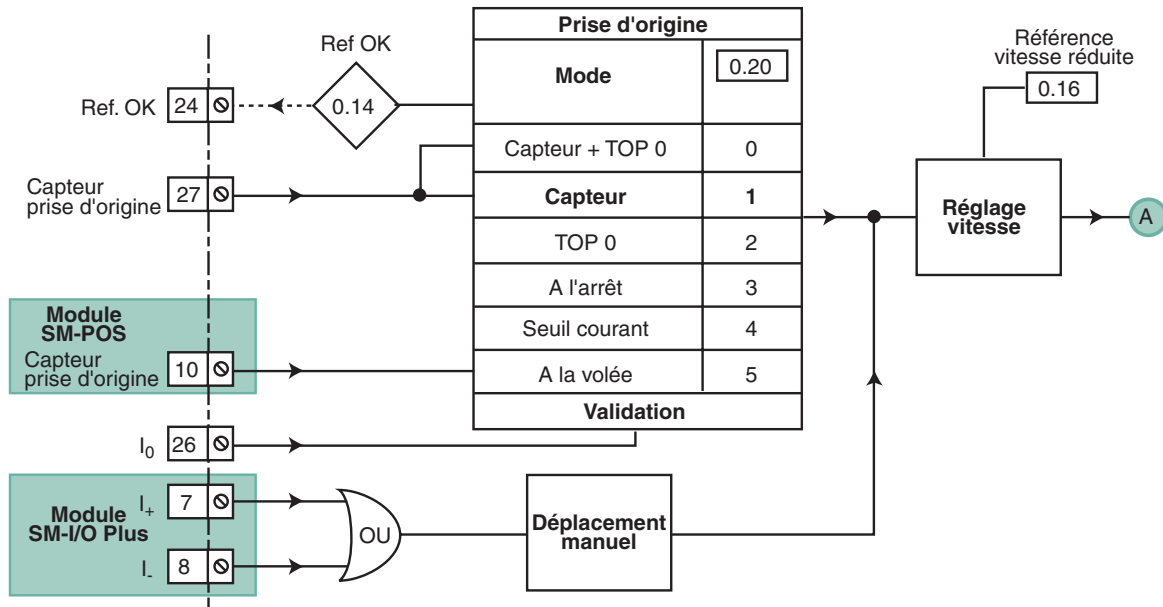 Prise d'origine
Mode
0.20
Capteur + TOP 0 0
Capteur 1
TOP 0 2
A l'arrêt 3
Seuil courant 4
A la volée 5
Validation
Ref OK
0.14
Ref. OK 24
Capteur
prise d'origine
27
Module
SM-POS
Capteur
prise d'origine
10
I0 26
Module
SM-I/O Plus
I+ 7
I- 8
OU
Déplacement
manuel
Référence
vitesse réduite
0.16
Réglage
vitesse
A